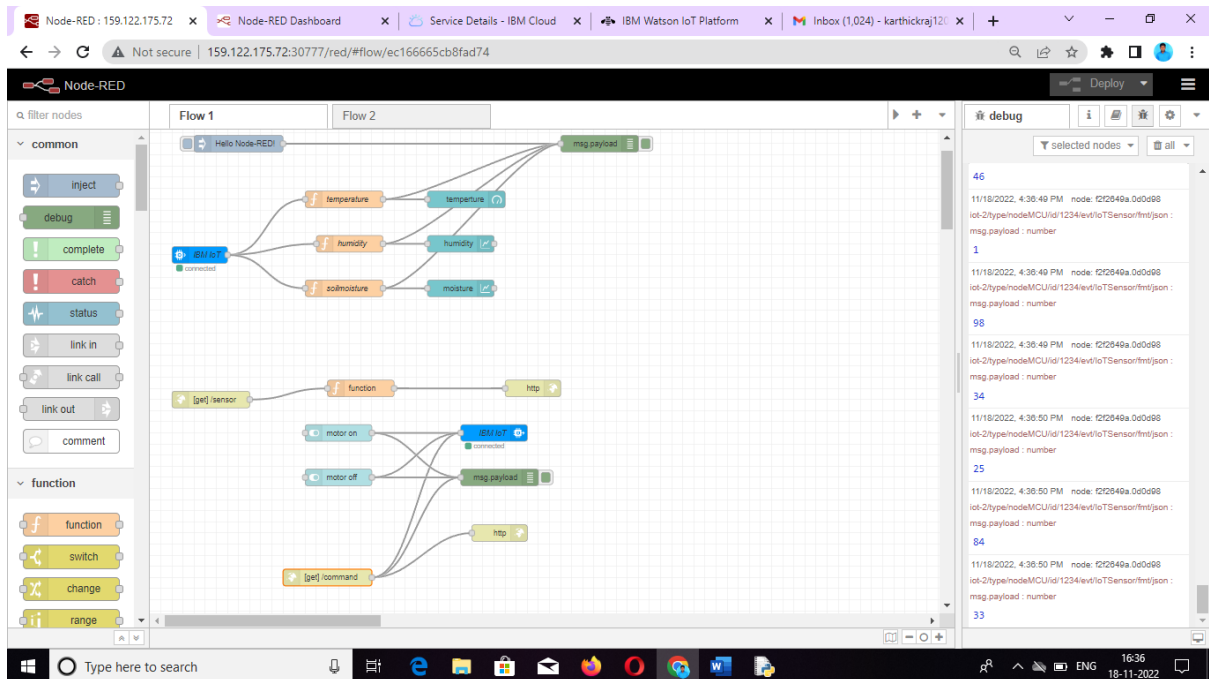 Node-RED : 159.122.175.72
Node-RED Dashboard
Service Details - IBM Cloud
IBM Watson IoT Platform
Inbox (1,024) - karthickraj120
Not secure | 159.122.175.72:30777/red/#flow/ec166665cb8fad74
Node-RED
Deploy
filter nodes
Flow 1
Flow 2
debug
i
common
selected nodes
all
inject
debug
complete
catch
status
link in
link call
link out
comment
function
function
switch
change
range
Hello Node-RED!
msg.payload
temperature
temperture
humidity
humidity
IBM IoT
connected
soilmoisture
moisture
[get] /sensor
function
http
motor on
IBM IoT
connected
motor off
msg.payload
http
[get] /command
46
11/18/2022, 4:36:49 PM node: f2f2649a.0d0d98
iot-2/type/nodeMCU/id/1234/evt/IoTSensor/fmt/json :
msg.payload : number
1
11/18/2022, 4:36:49 PM node: f2f2649a.0d0d98
iot-2/type/nodeMCU/id/1234/evt/IoTSensor/fmt/json :
msg.payload : number
98
11/18/2022, 4:36:49 PM node: f2f2649a.0d0d98
iot-2/type/nodeMCU/id/1234/evt/IoTSensor/fmt/json :
msg.payload : number
34
11/18/2022, 4:36:50 PM node: f2f2649a.0d0d98
iot-2/type/nodeMCU/id/1234/evt/IoTSensor/fmt/json :
msg.payload : number
25
11/18/2022, 4:36:50 PM node: f2f2649a.0d0d98
iot-2/type/nodeMCU/id/1234/evt/IoTSensor/fmt/json :
msg.payload : number
84
11/18/2022, 4:36:50 PM node: f2f2649a.0d0d98
iot-2/type/nodeMCU/id/1234/evt/IoTSensor/fmt/json :
msg.payload : number
33
Type here to search
ENG
16:36
18-11-2022